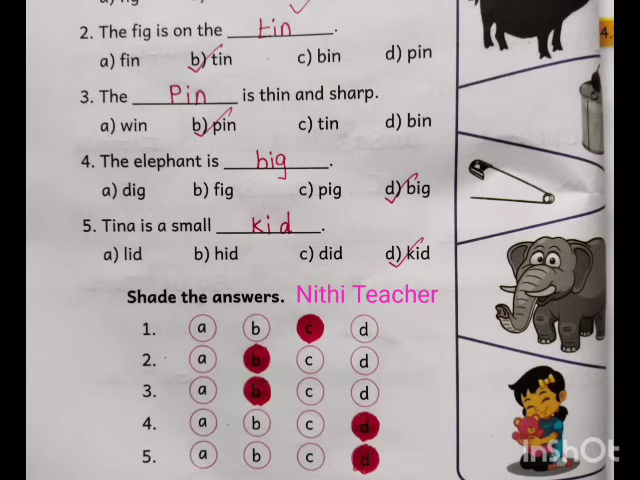 2. The fig is on the tin.
a) fin b) tin c) bin d) pin
3. The Pin is thin and sharp.
a) win b) pin c) tin d) bin
4. The elephant is big.
a) dig b) fig c) pig d) big
5. Tina is a small kid.
a) lid b) hid c) did d) kid
Shade the answers. Nithi Teacher
1. a b c d
2. a b c d
3. a b c d
4. a b c d
5. a b c d
InShOt